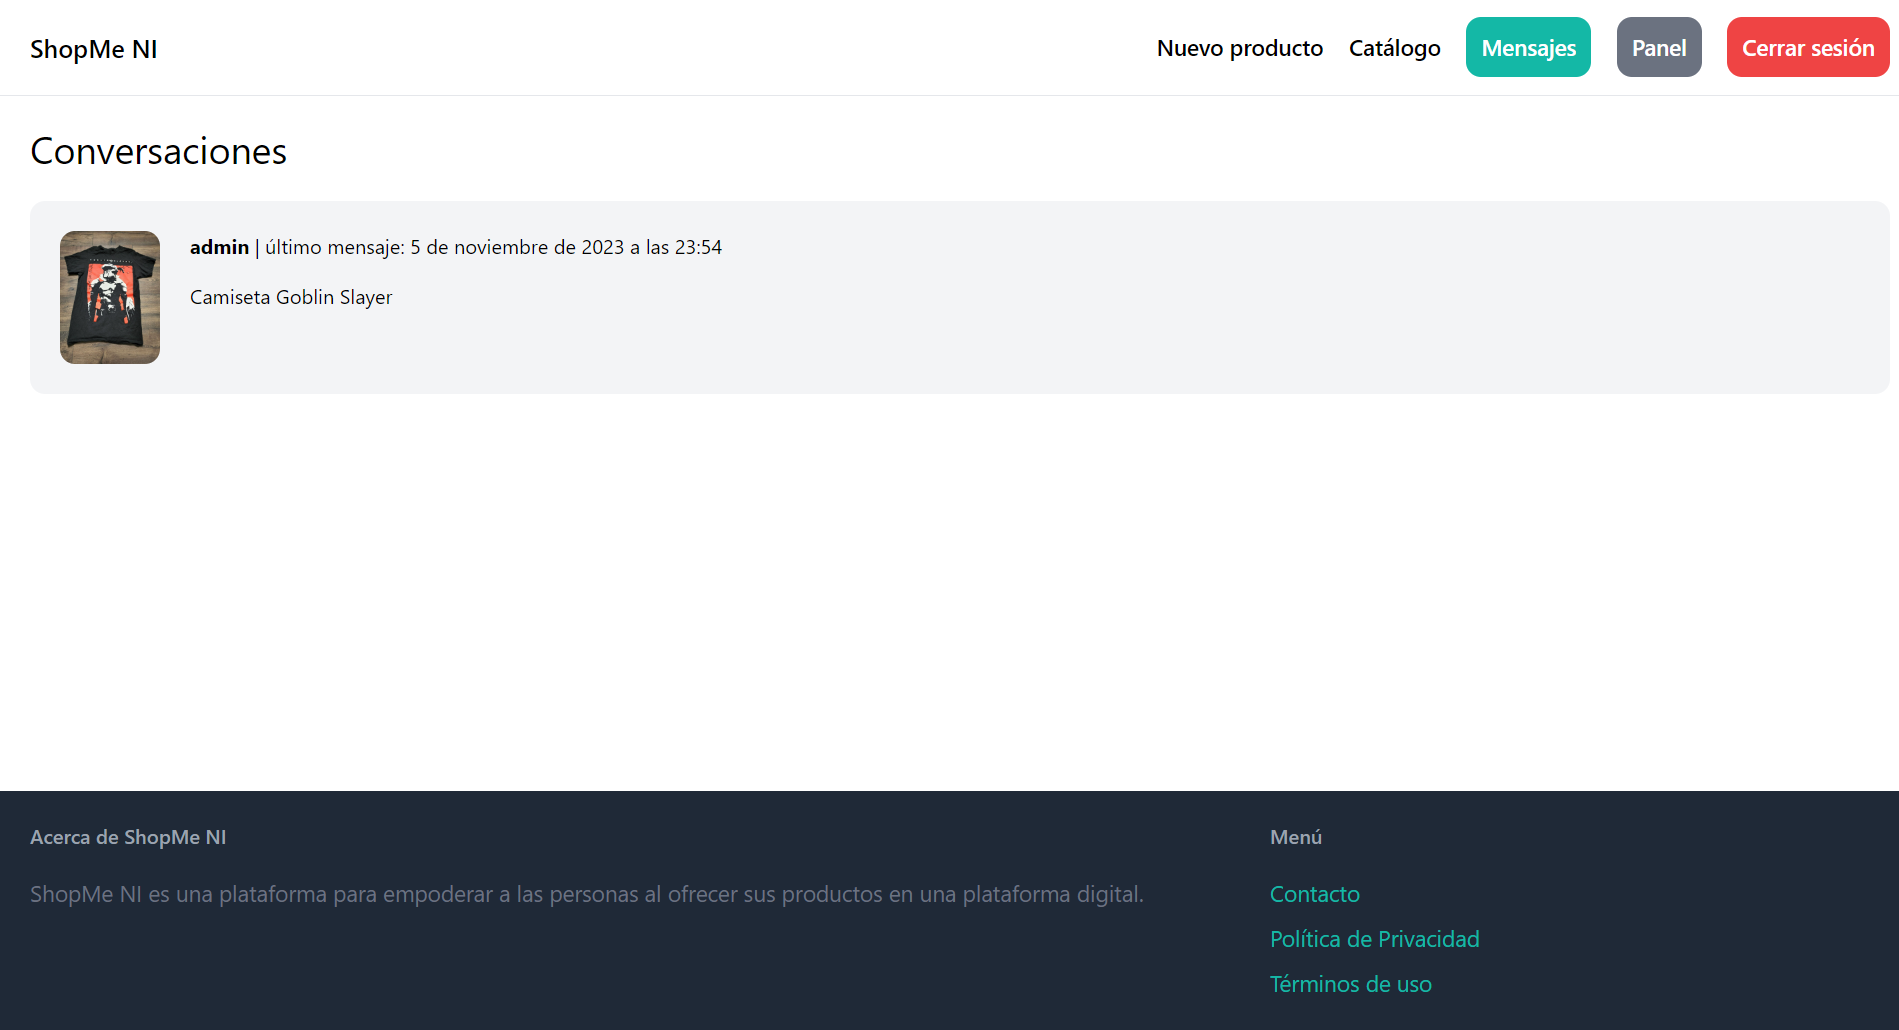 ShopMe NI
Nuevo producto Catálogo Mensajes Panel Cerrar sesión
Conversaciones
admin | último mensaje: 5 de noviembre de 2023 a las 23:54
Camiseta Goblin Slayer
Acerca de ShopMe NI
ShopMe NI es una plataforma para empoderar a las personas al ofrecer sus productos en una plataforma digital.
Menú
Contacto
Política de Privacidad
Términos de uso